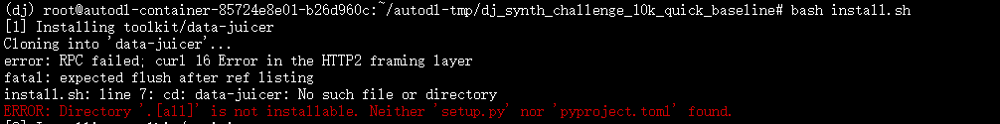 (dj) root@autodl-container-85724e8e01-b26d960c:~/autodl-tmp/dj_synth_challenge_10k_quick_baseline# bash install.sh
[1] Installing toolkit/data-juicer
Cloning into 'data-juicer'...
error: RPC failed; curl 16 Error in the HTTP2 framing layer
fatal: expected flush after ref listing
install.sh: line 7: cd: data-juicer: No such file or directory
ERROR: Directory '.[all]' is not installable. Neither 'setup.py' nor 'pyproject.toml' found.